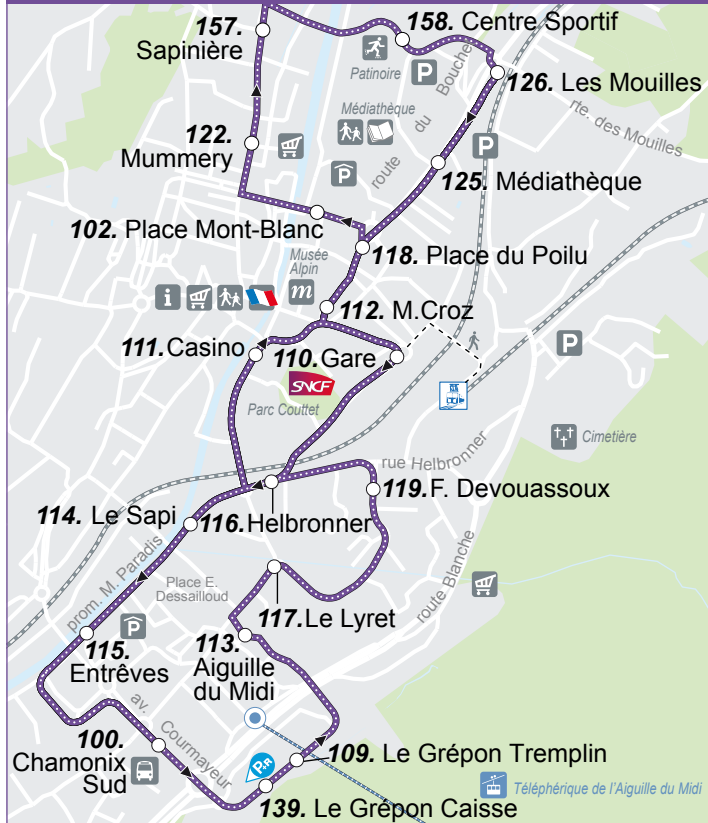 157.
Sapinière
158. Centre Sportif
Patinoire
P
126. Les Mouilles
rte. des Mouilles
Médiathèque
route du Bouchet
P
122.
Mummery
P
125. Médiathèque
102. Place Mont-Blanc
118. Place du Poilu
Musée
Alpin
m
i
112. M.Croz
111. Casino
110. Gare
P
SNCF
Parc Couttet
Cimetière
rue Helbronner
119. F. Devouassoux
114. Le Sapi
116. Helbronner
prom. M. Paradis
Place E.
Dessailloud
route Blanche
117. Le Lyret
P
113.
Aiguille
du Midi
115.
Entrêves
av. Courmayeur
100.
Chamonix
Sud
P+R
109. Le Grépon Tremplin
Téléphérique de l'Aiguille du Midi
139. Le Grépon Caisse